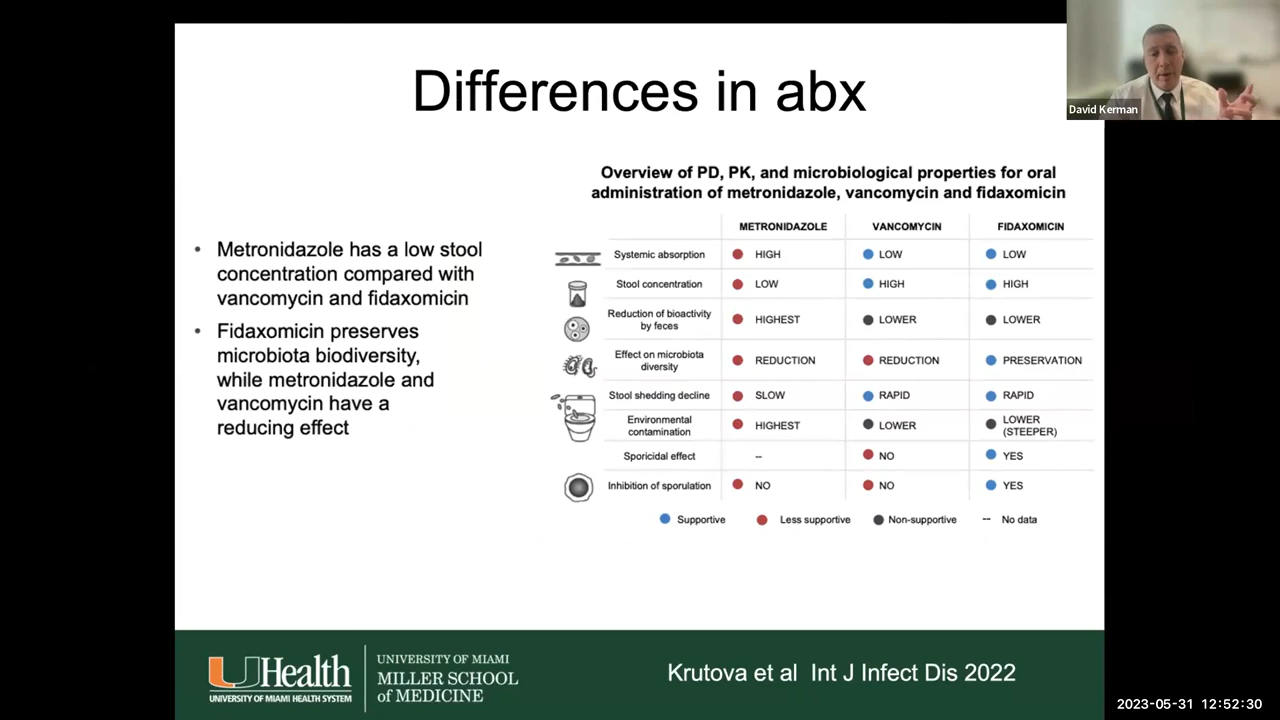 Differences in abx
David Kerman
Overview of PD, PK, and microbiological properties for oral
administration of metronidazole, vancomycin and fidaxomicin
• Metronidazole has a low stool
concentration compared with
vancomycin and fidaxomicin
• Fidaxomicin preserves
microbiota biodiversity,
while metronidazole and
vancomycin have a
reducing effect
METRONIDAZOLE VANCOMYCIN FIDAXOMICIN
Systemic absorption HIGH LOW LOW
Stool concentration LOW HIGH HIGH
Reduction of bioactivity
by feces HIGHEST LOWER LOWER
Effect on microbiota
diversity REDUCTION REDUCTION PRESERVATION
Stool shedding decline SLOW RAPID RAPID
Environmental
contamination HIGHEST LOWER LOWER
(STEEPER)
Sporicidal effect -- NO YES
Inhibition of sporulation NO NO YES
Supportive Less supportive Non-supportive -- No data
UHealth
UNIVERSITY OF MIAMI HEALTH SYSTEM
UNIVERSITY OF MIAMI
MILLER SCHOOL
of MEDICINE
Krutova et al Int J Infect Dis 2022
2023-05-31 12:52:30